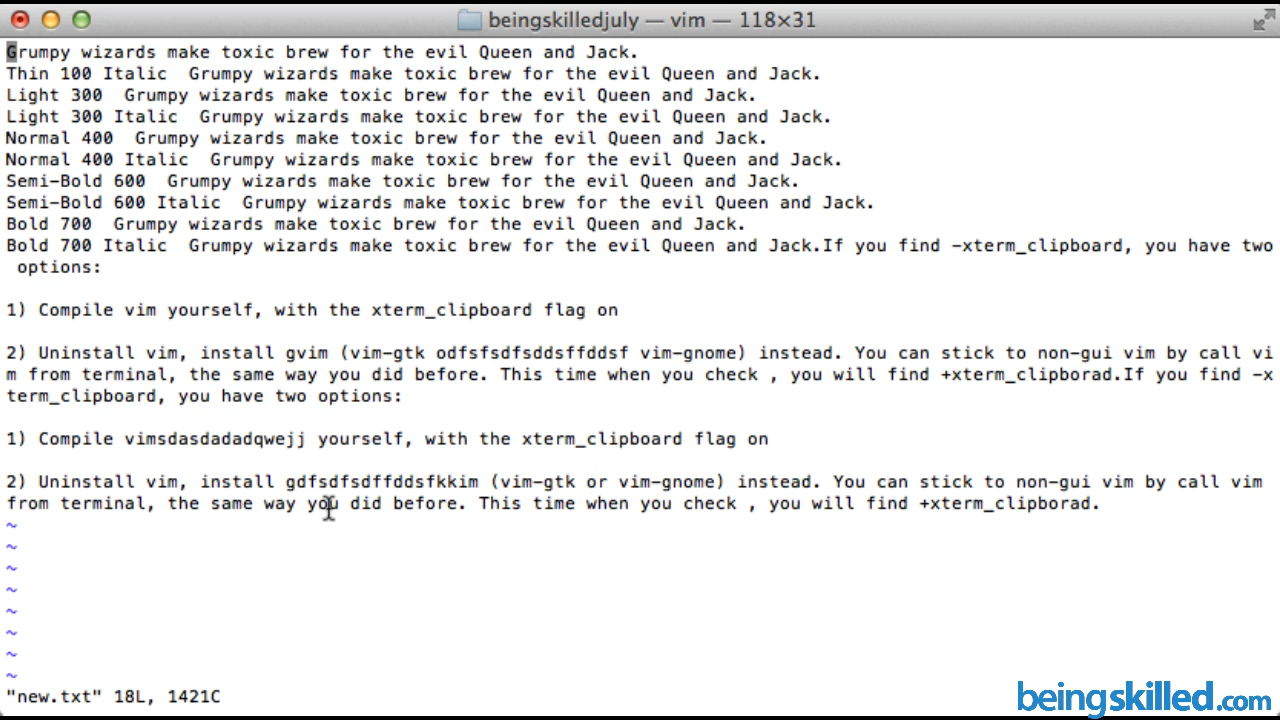 beingskilledjuly — vim — 118×31
Grumpy wizards make toxic brew for the evil Queen and Jack.
Thin 100 Italic  Grumpy wizards make toxic brew for the evil Queen and Jack.
Light 300  Grumpy wizards make toxic brew for the evil Queen and Jack.
Light 300 Italic  Grumpy wizards make toxic brew for the evil Queen and Jack.
Normal 400  Grumpy wizards make toxic brew for the evil Queen and Jack.
Normal 400 Italic  Grumpy wizards make toxic brew for the evil Queen and Jack.
Semi-Bold 600  Grumpy wizards make toxic brew for the evil Queen and Jack.
Semi-Bold 600 Italic  Grumpy wizards make toxic brew for the evil Queen and Jack.
Bold 700  Grumpy wizards make toxic brew for the evil Queen and Jack.
Bold 700 Italic  Grumpy wizards make toxic brew for the evil Queen and Jack.If you find -xterm_clipboard, you have two
 options:
1) Compile vim yourself, with the xterm_clipboard flag on
2) Uninstall vim, install gvim (vim-gtk odfsfsdfsddsffddsf vim-gnome) instead. You can stick to non-gui vim by call vi
m from terminal, the same way you did before. This time when you check , you will find +xterm_clipborad.If you find -x
term_clipboard, you have two options:
1) Compile vimsdasdadadqwejj yourself, with the xterm_clipboard flag on
2) Uninstall vim, install gdfsdfsdffddsfkkim (vim-gtk or vim-gnome) instead. You can stick to non-gui vim by call vim
from terminal, the same way you did before. This time when you check , you will find +xterm_clipborad.
~
~
~
~
~
~
~
~
"new.txt" 18L, 1421C
beingskilled.com